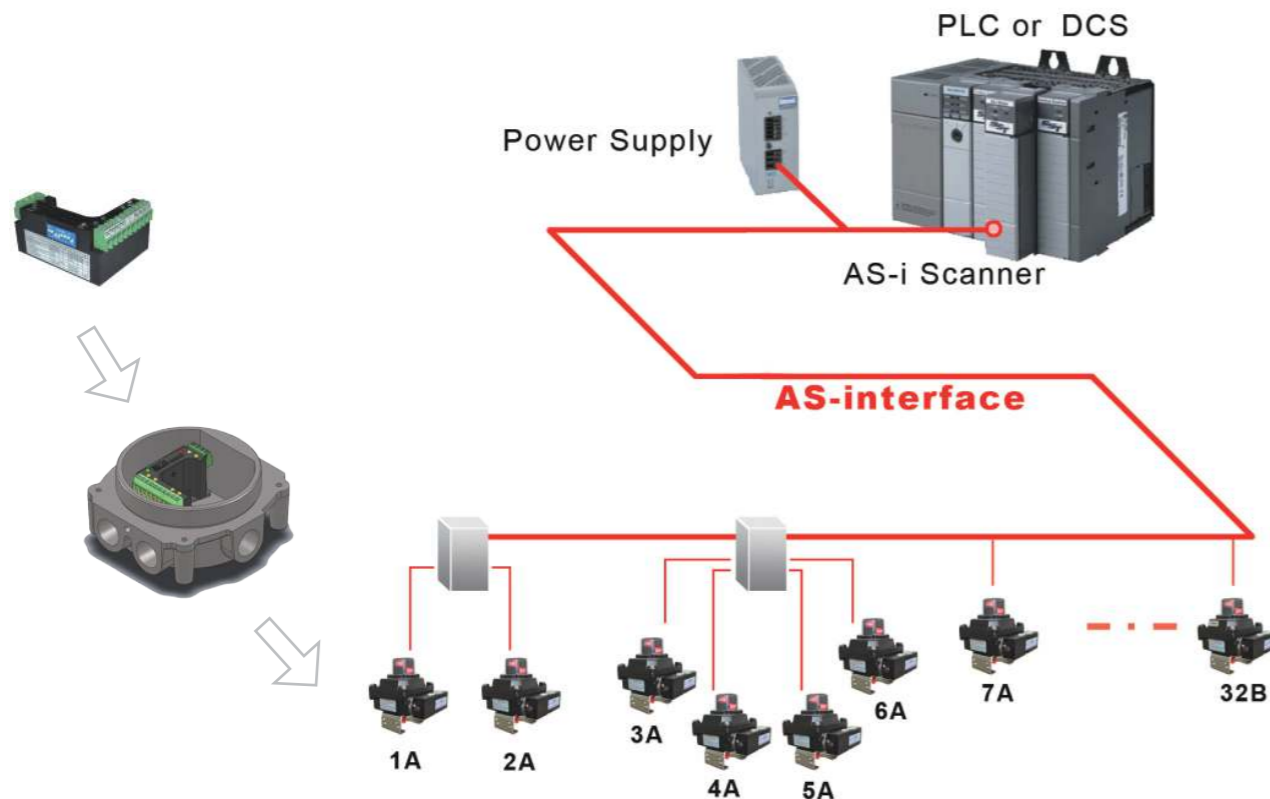 PLC or DCS
Power Supply
AS-i Scanner
AS-interface
1A
2A
3A
4A
5A
6A
7A
32B